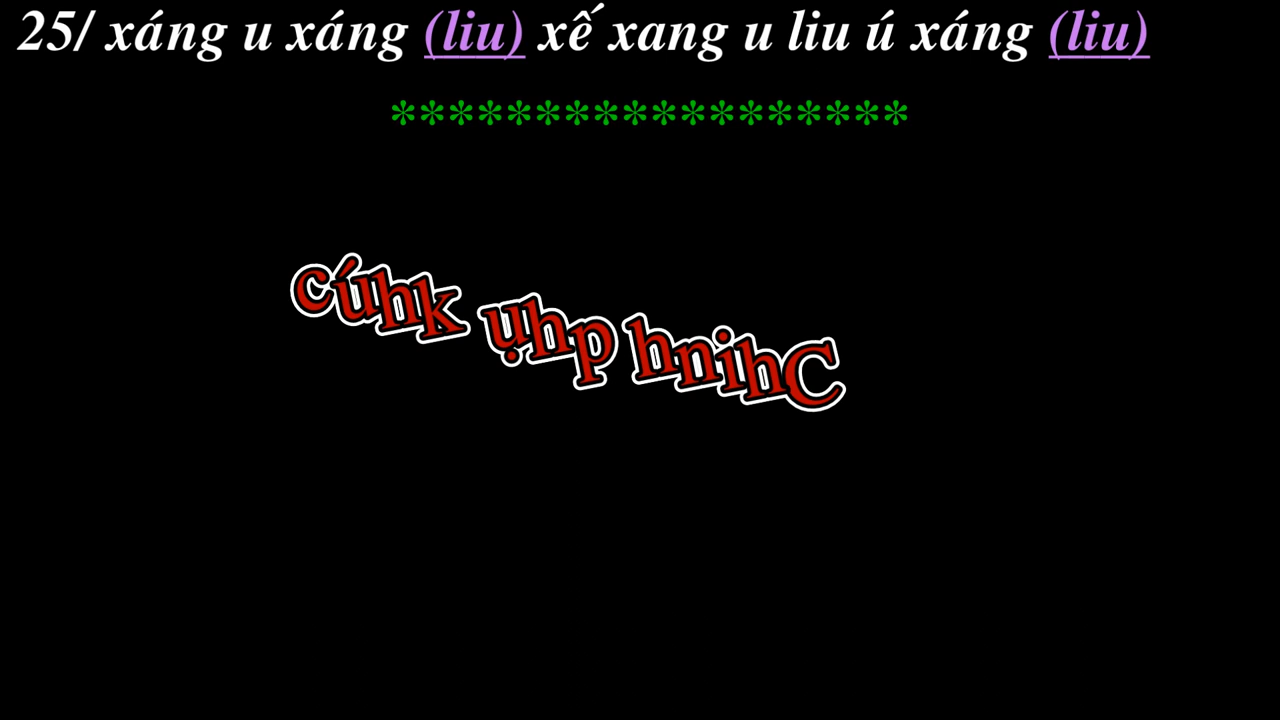 25/ xáng u xáng (liu) xế xang u liu ú xáng (liu)
******************
cúhk ụhp hnihC